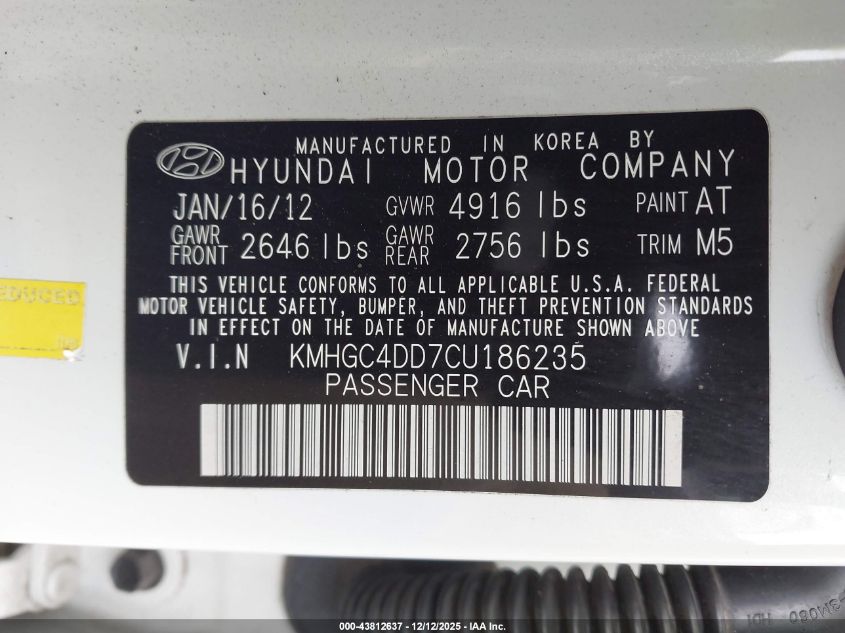 MANUFACTURED IN KOREA BY
HYUNDAI MOTOR COMPANY
JAN/16/12 GVWR 4916 lbs PAINT AT
GAWR FRONT 2646 lbs GAWR REAR 2756 lbs TRIM M5
THIS VEHICLE CONFORMS TO ALL APPLICABLE U.S.A. FEDERAL
MOTOR VEHICLE SAFETY, BUMPER, AND THEFT PREVENTION STANDARDS
IN EFFECT ON THE DATE OF MANUFACTURE SHOWN ABOVE
V.I.N KMHGC4DD7CU186235
PASSENGER CAR
EDUCED
000-43812637 - 12/12/2025 - IAA Inc.